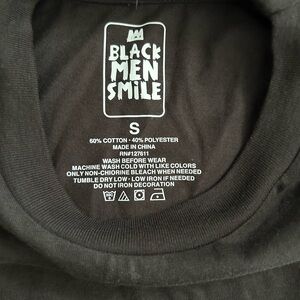 BLACK
MEN
SMiLE
S
60% COTTON • 40% POLYESTER
MADE IN CHINA
RN#127611
WASH BEFORE WEAR
MACHINE WASH COLD WITH LIKE COLORS
ONLY NON-CHLORINE BLEACH WHEN NEEDED
TUMBLE DRY LOW - LOW IRON IF NEEDED
DO NOT IRON DECORATION